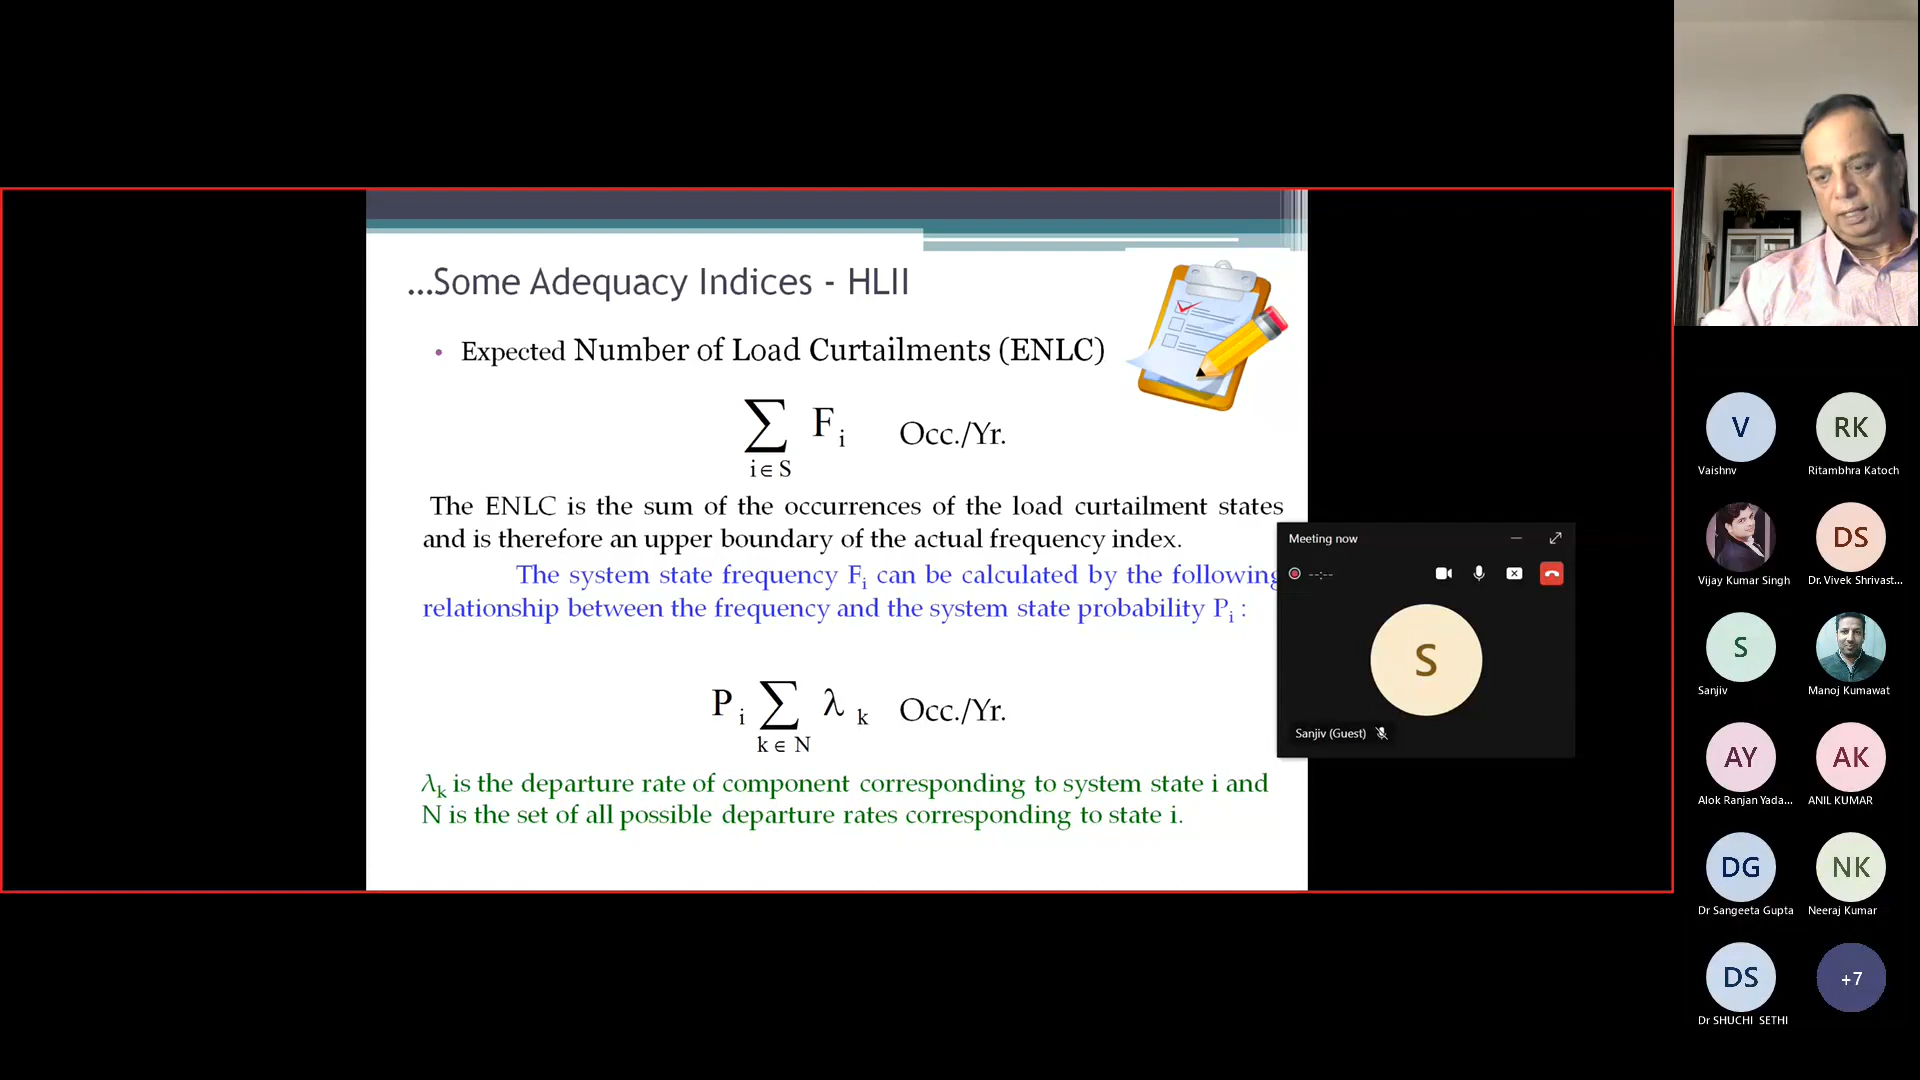 ...Some Adequacy Indices - HLII
• Expected Number of Load Curtailments (ENLC)
∑ F i Occ./Yr.
i ∈ S
The ENLC is the sum of the occurrences of the load curtailment states
and is therefore an upper boundary of the actual frequency index.
The system state frequency Fi can be calculated by the following
relationship between the frequency and the system state probability Pi :
P i ∑ λ k Occ./Yr.
k ∈ N
λk is the departure rate of component corresponding to system state i and
N is the set of all possible departure rates corresponding to state i.
Meeting now
--:--
S
Sanjiv (Guest)
V
RK
Vaishnv
Ritambhra Katoch
DS
Vijay Kumar Singh
Dr. Vivek Shrivast...
S
Sanjiv
Manoj Kumawat
AY
AK
Alok Ranjan Yada...
ANIL KUMAR
DG
NK
Dr Sangeeta Gupta
Neeraj Kumar
DS
+7
Dr SHUCHI SETHI